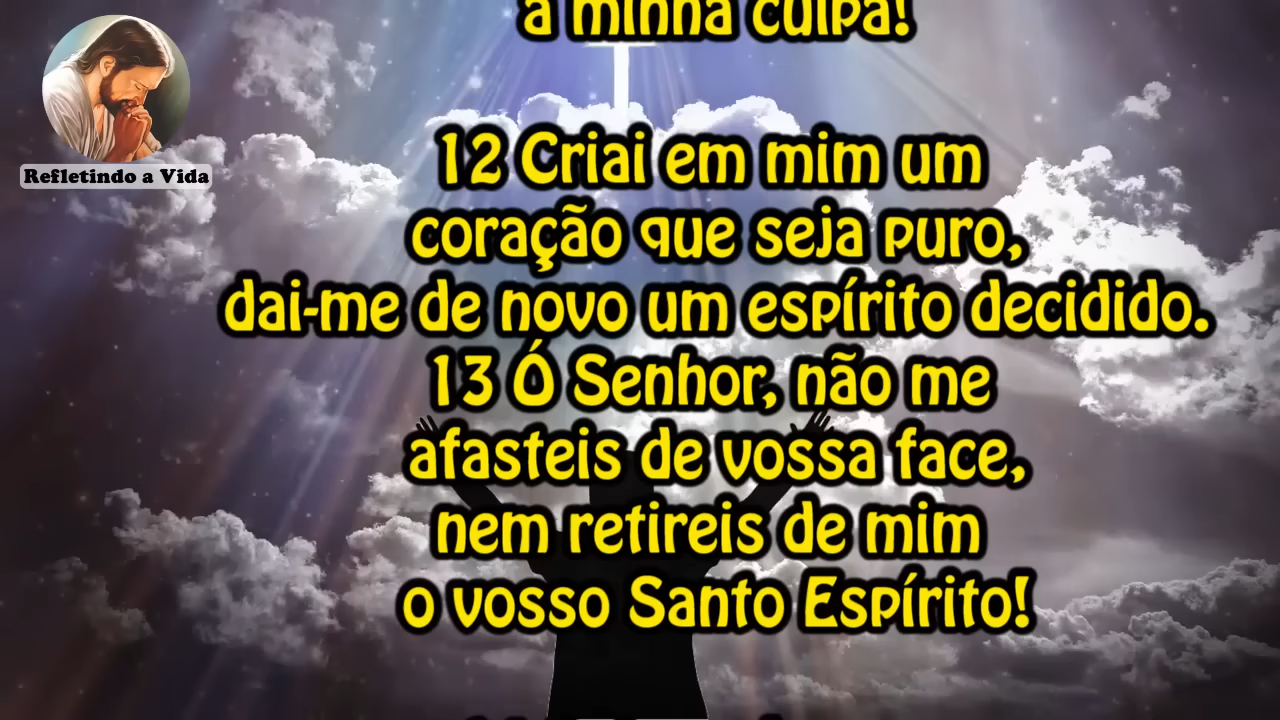 a minha culpa!
Refletindo a Vida
12 Criai em mim um
coração que seja puro,
dai-me de novo um espírito decidido.
13 Ó Senhor, não me
afasteis de vossa face,
nem retireis de mim
o vosso Santo Espírito!